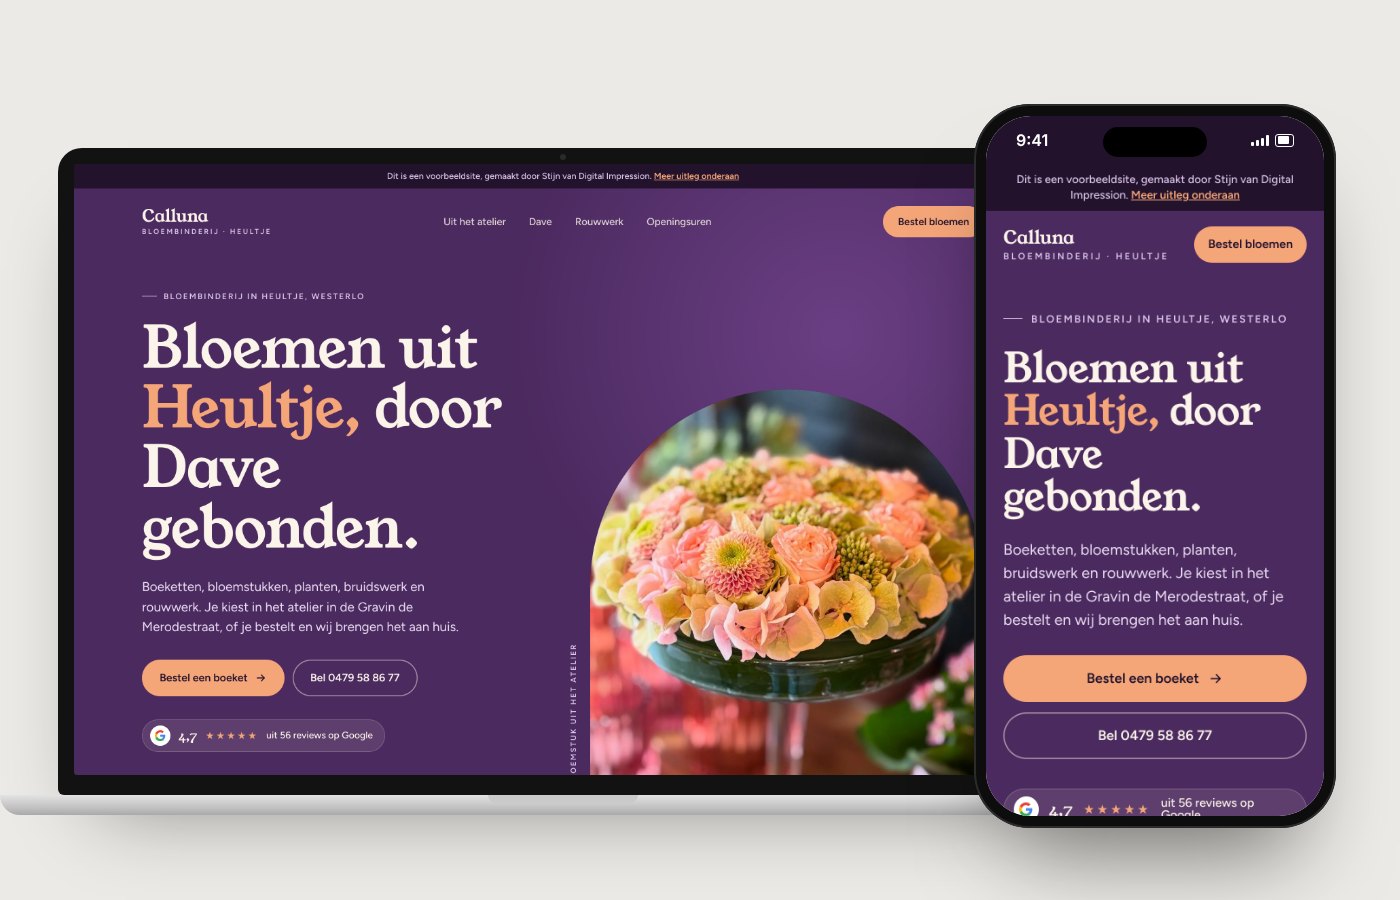 Dit is een voorbeeldsite, gemaakt door Stijn van Digital Impression. Meer uitleg onderaan
Calluna
BLOEMBINDERIJ · HEULTJE
Uit het atelier
Dave
Rouwwerk
Openingsuren
Bestel bloemen
BLOEMBINDERIJ IN HEULTJE, WESTERLO
Bloemen uit
Heultje, door
Dave
gebonden.
Boeketten, bloemstukken, planten, bruidswerk en
rouwwerk. Je kiest in het atelier in de Gravin de
Merodestraat, of je bestelt en wij brengen het aan huis.
Bestel een boeket →
Bel 0479 58 86 77
G 4,7 ★★★★★ uit 56 reviews op Google
UIT HET ATELIER
9:41
Dit is een voorbeeldsite, gemaakt door Stijn van Digital
Impression. Meer uitleg onderaan
Calluna
BLOEMBINDERIJ · HEULTJE
Bestel bloemen
BLOEMBINDERIJ IN HEULTJE, WESTERLO
Bloemen uit
Heultje, door
Dave
gebonden.
Boeketten, bloemstukken, planten,
bruidswerk en rouwwerk. Je kiest in het
atelier in de Gravin de Merodestraat, of je
bestelt en wij brengen het aan huis.
Bestel een boeket →
Bel 0479 58 86 77
G 4,7 ★★★★★ uit 56 reviews op
Google